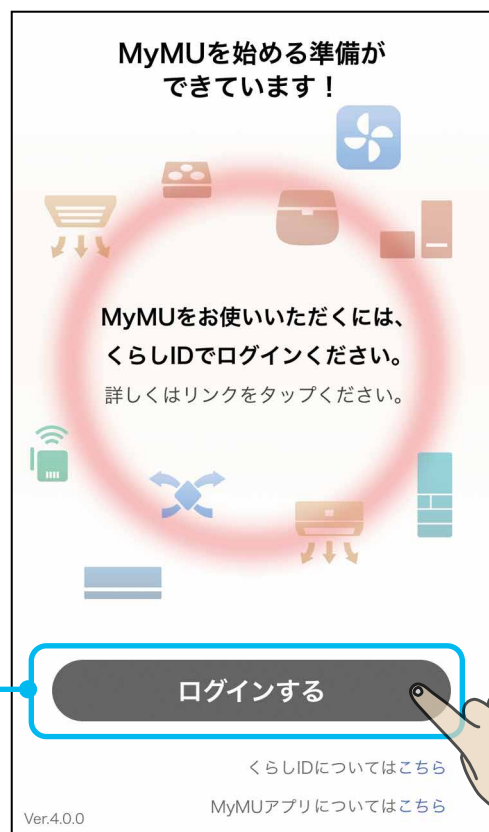 MyMUを始める準備が
できています！
MyMUをお使いいただくには、
くらしIDでログインください。
詳しくはリンクをタップください。
ログインする
くらしIDについてはこちら
MyMUアプリについてはこちら
Ver.4.0.0